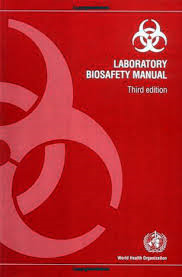 LABORATORY
BIOSAFETY MANUAL
Third edition
World Health Organization